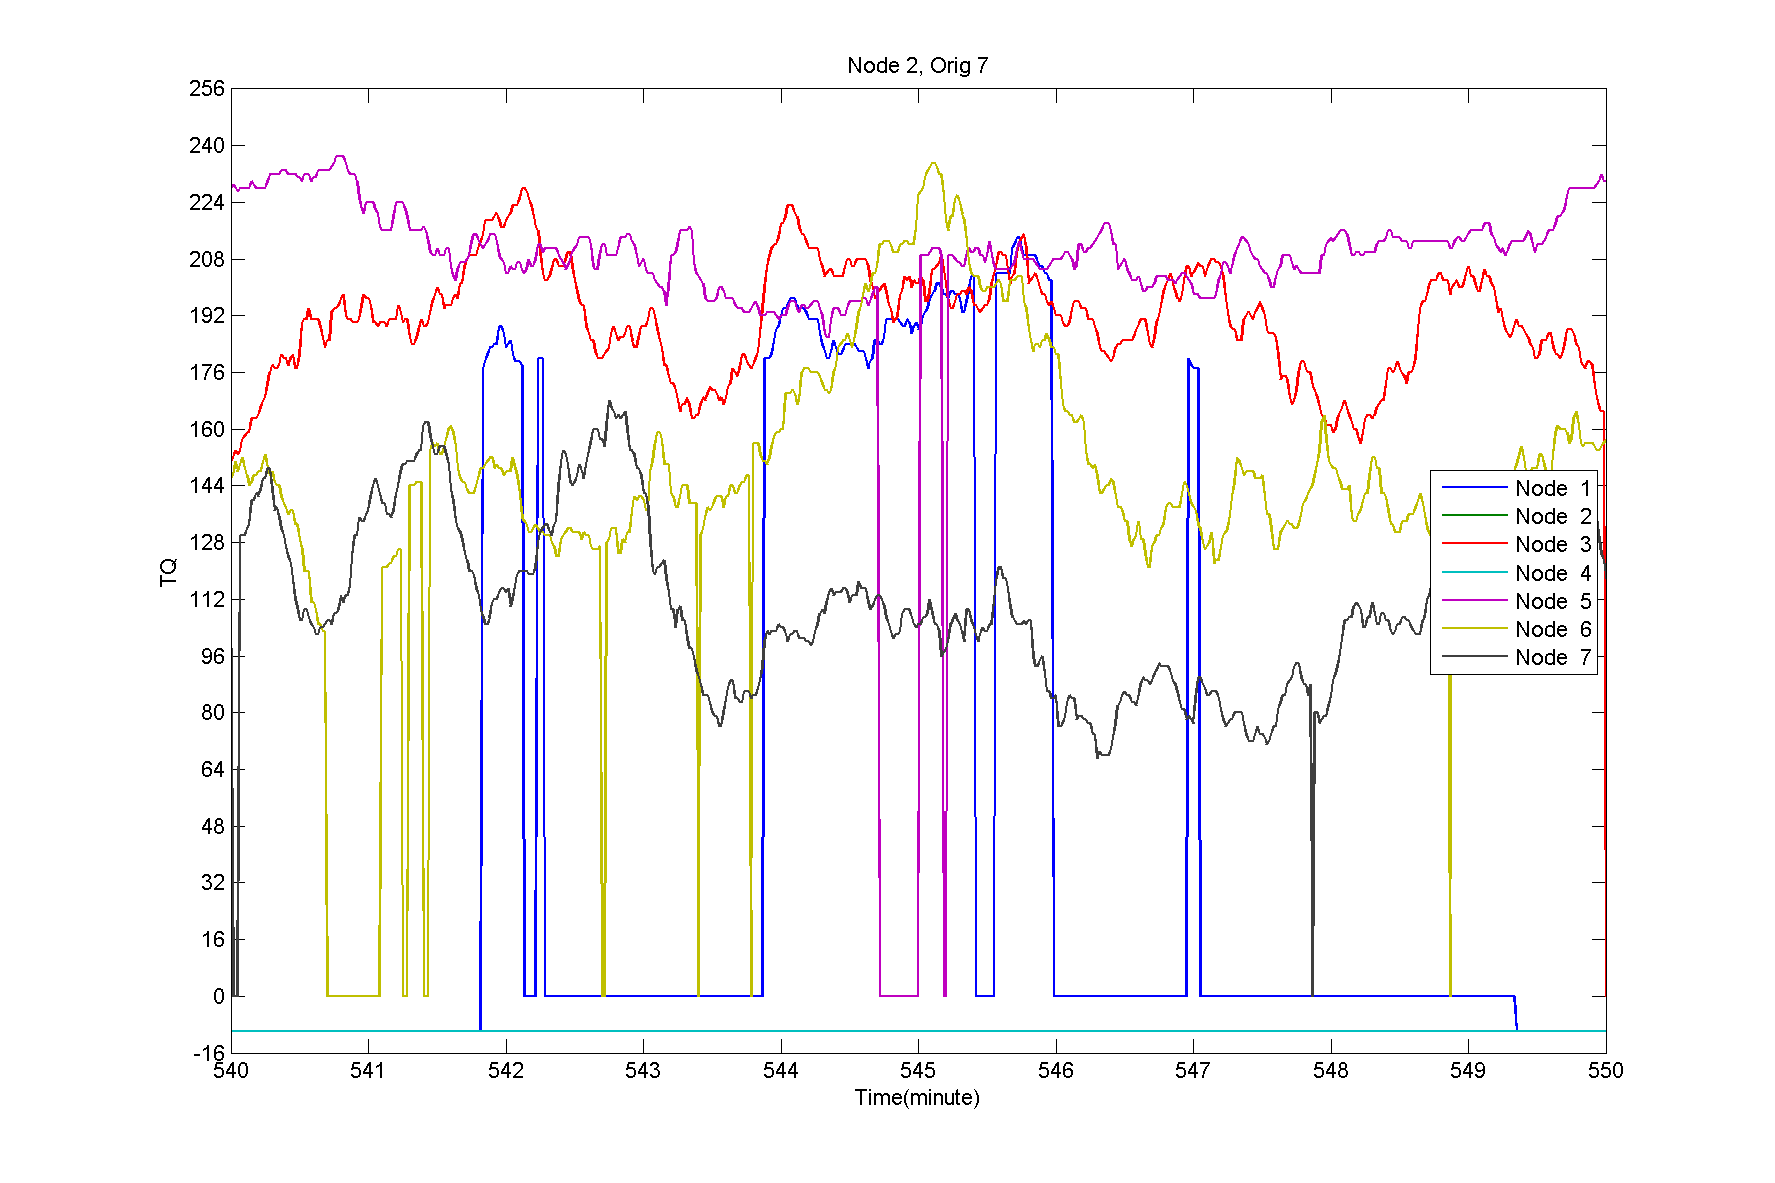 Node 2, Orig 7
256
240
224
208
192
176
160
144
128
112
96
80
64
48
32
16
0
-16
TQ
Node 1
Node 2
Node 3
Node 4
Node 5
Node 6
Node 7
540 541 542 543 544 545 546 547 548 549 550
Time(minute)